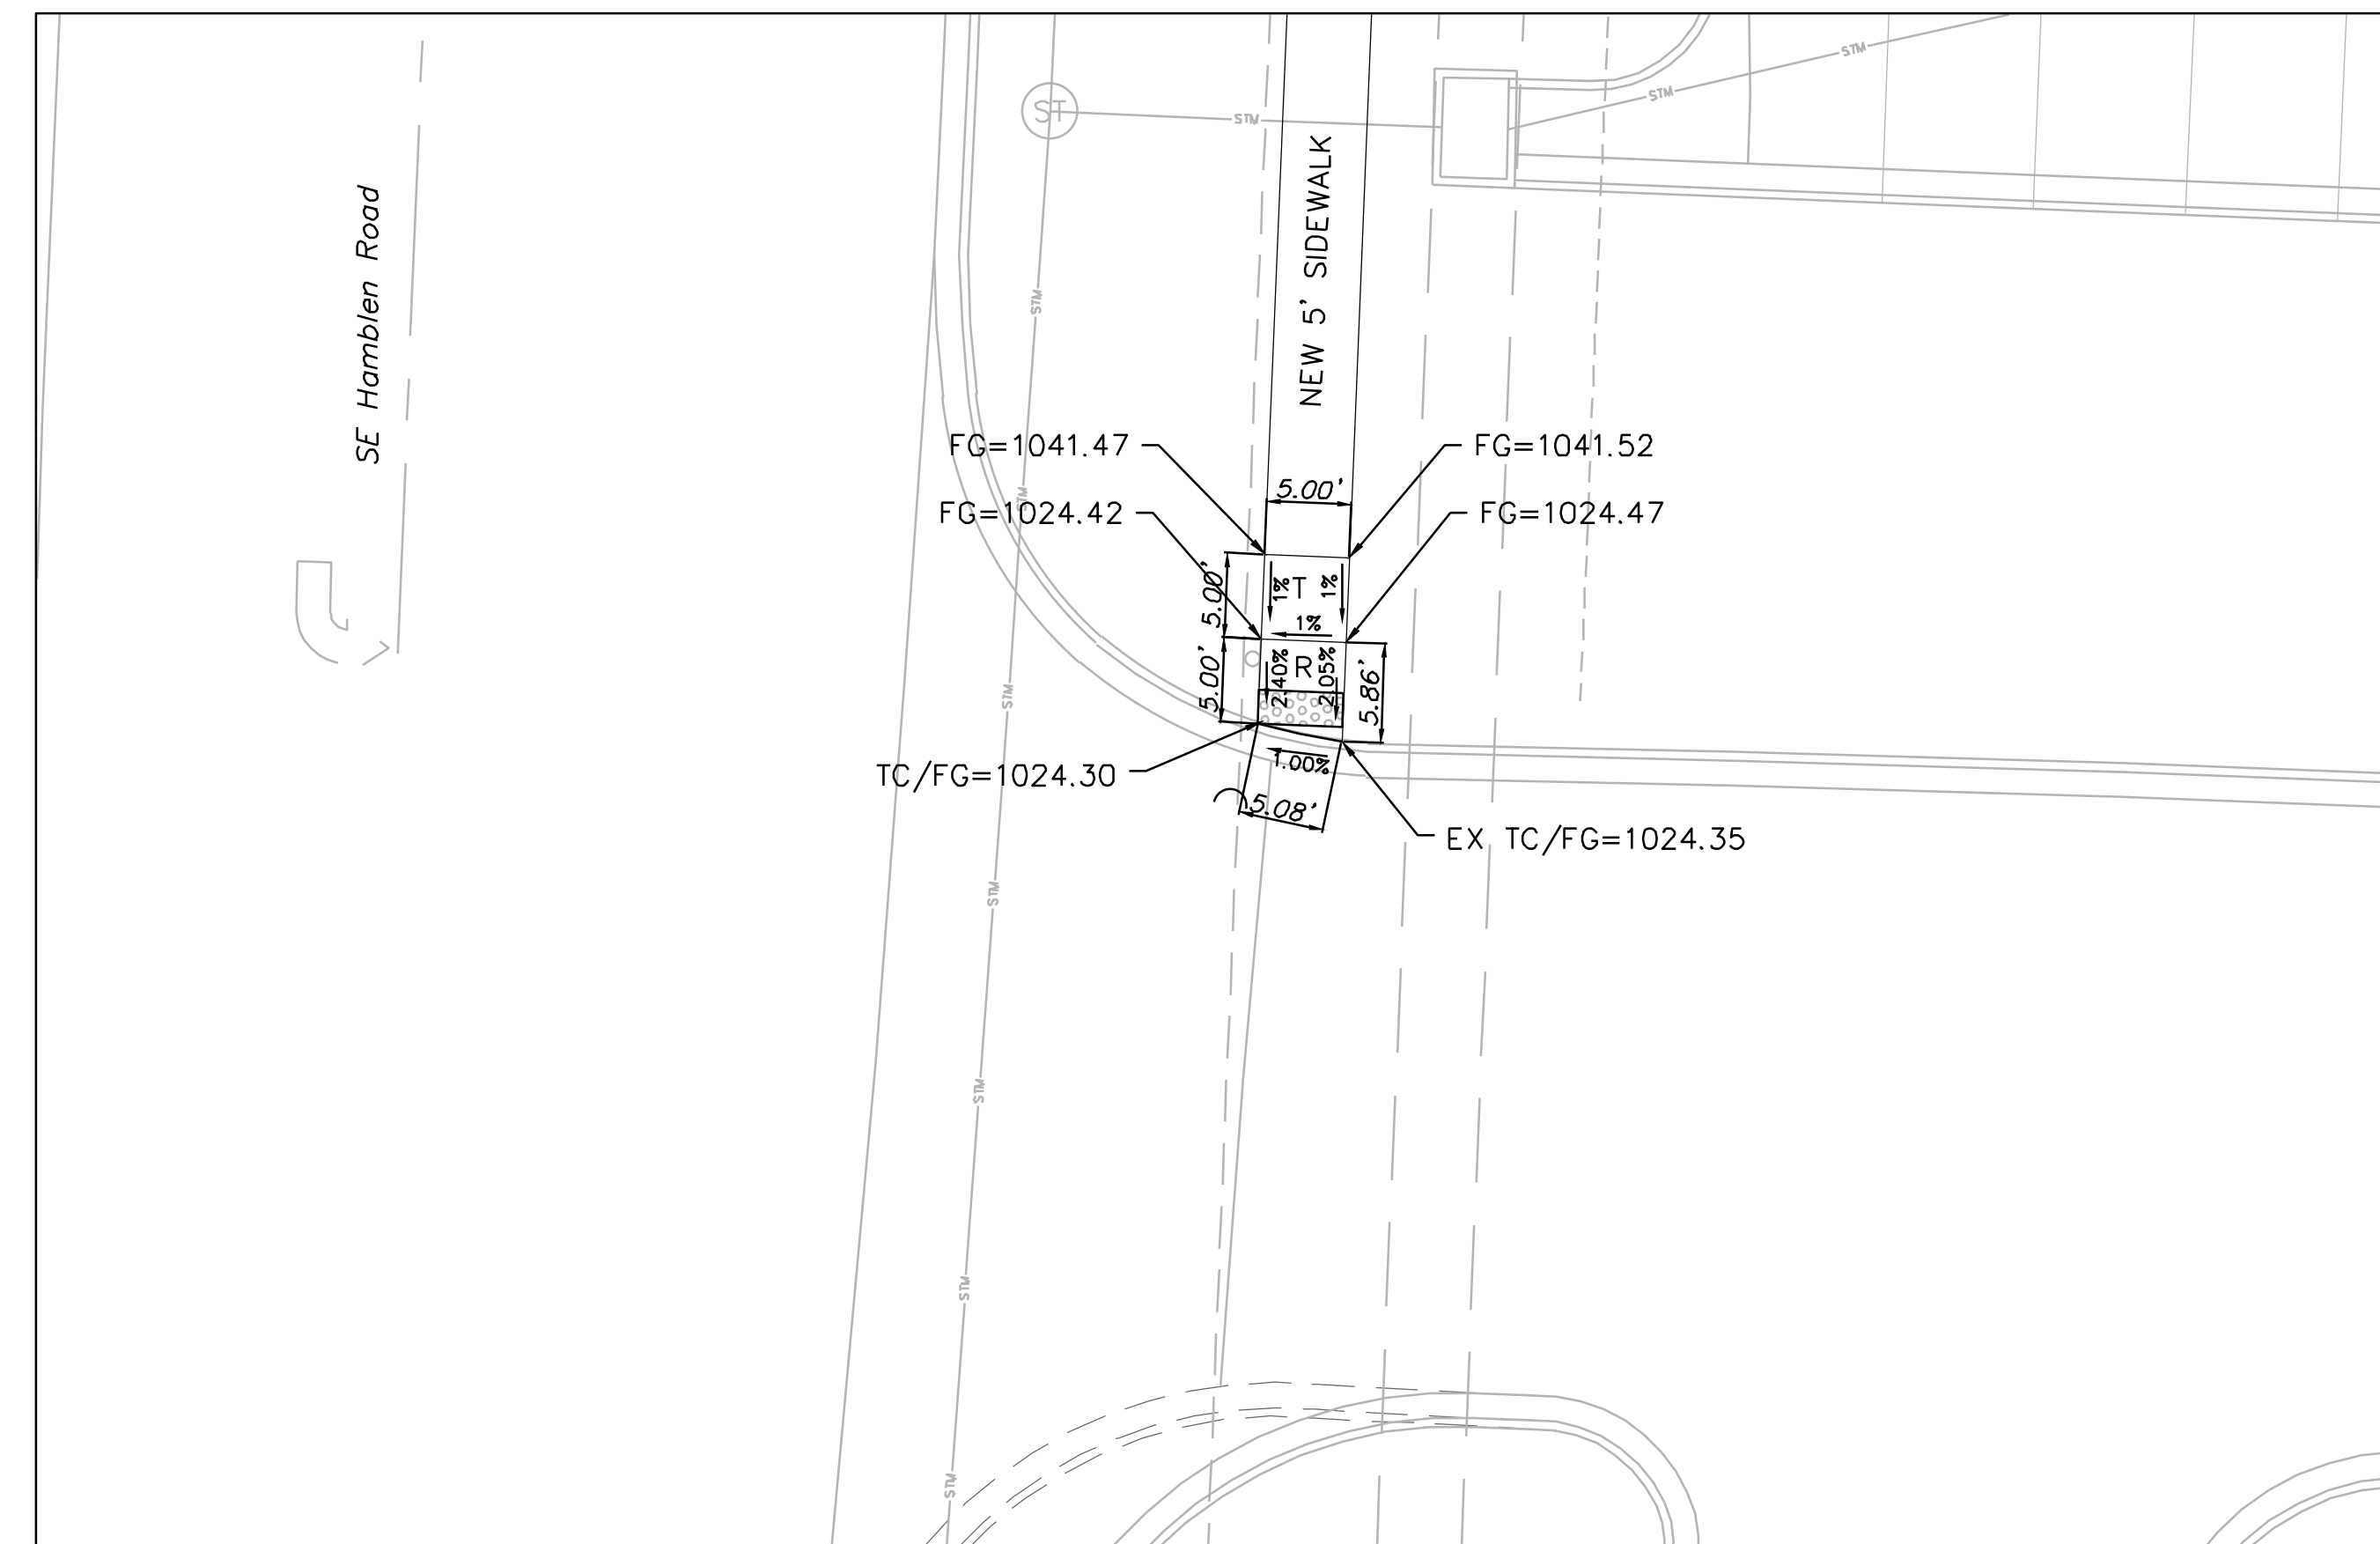 SE Hamblen Road
ST
STM
STM
STM
STM
STM
STM
STM
STM
STM
STM
NEW 5' SIDEWALK
FG=1041.47
FG=1041.52
5.00'
FG=1024.42
FG=1024.47
5.00'
1%
T
1%
1%
5.00'
2.40%
R
2.05%
5.86'
TC/FG=1024.30
1.00%
5.08'
EX TC/FG=1024.35